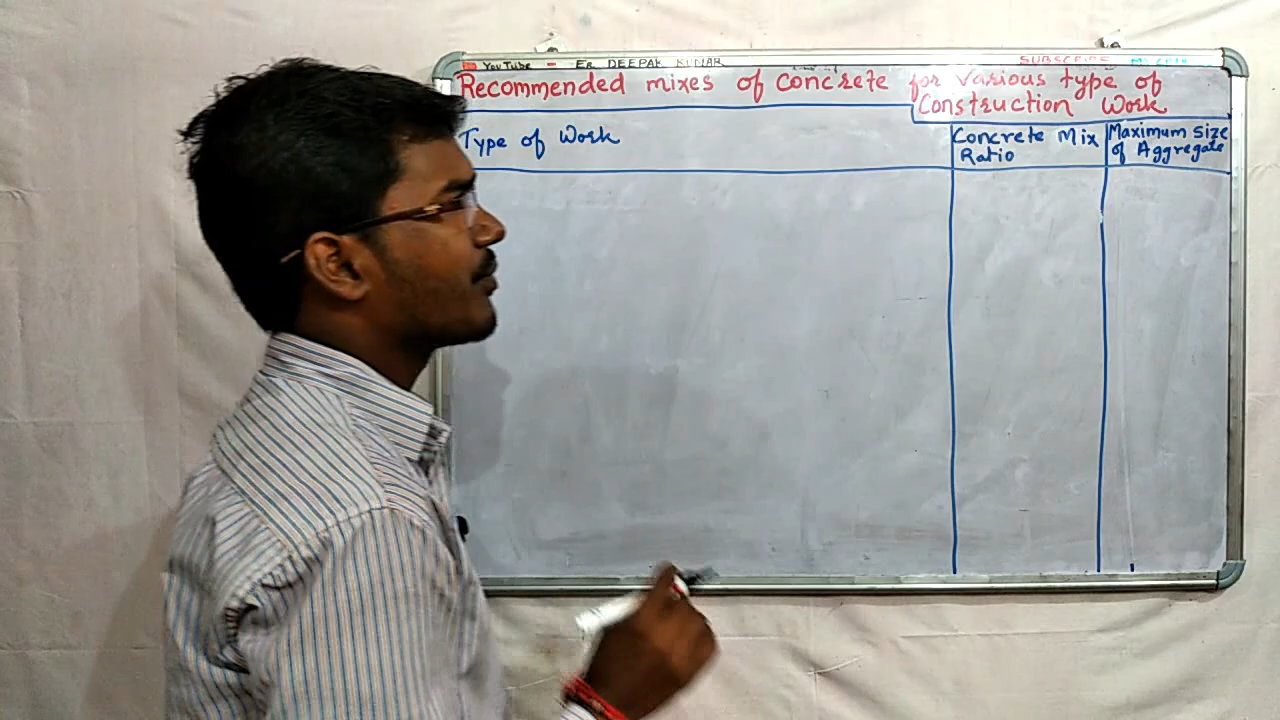 YouTube - ER DEEPAK KUMAR SUBSCRIBE
Recommended mixes of concrete for various type of
Construction Work
Type of Work
Concrete Mix Ratio
Maximum Size of Aggregate